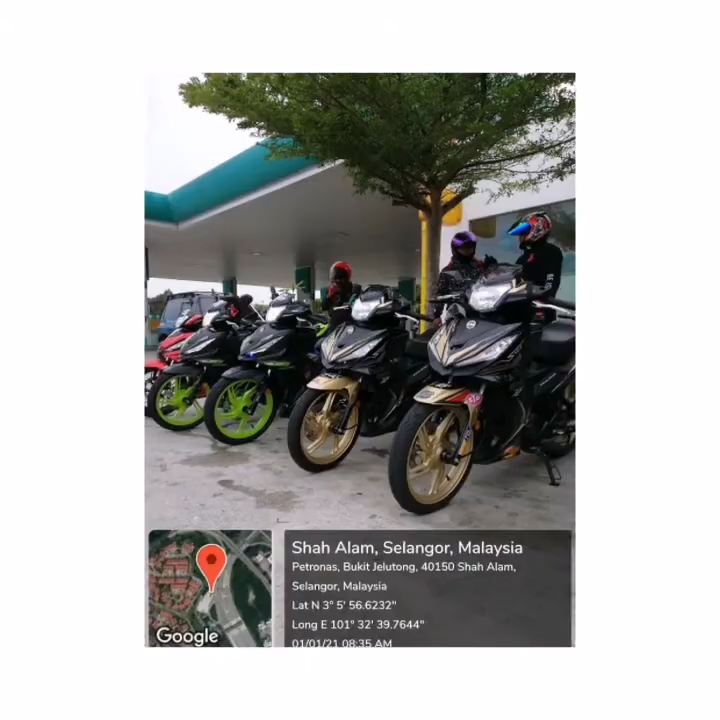 Shah Alam, Selangor, Malaysia
Petronas, Bukit Jelutong, 40150 Shah Alam,
Selangor, Malaysia
Lat N 3° 5' 56.6232"
Long E 101° 32' 39.7644"
01/01/21 08:35 AM
Google